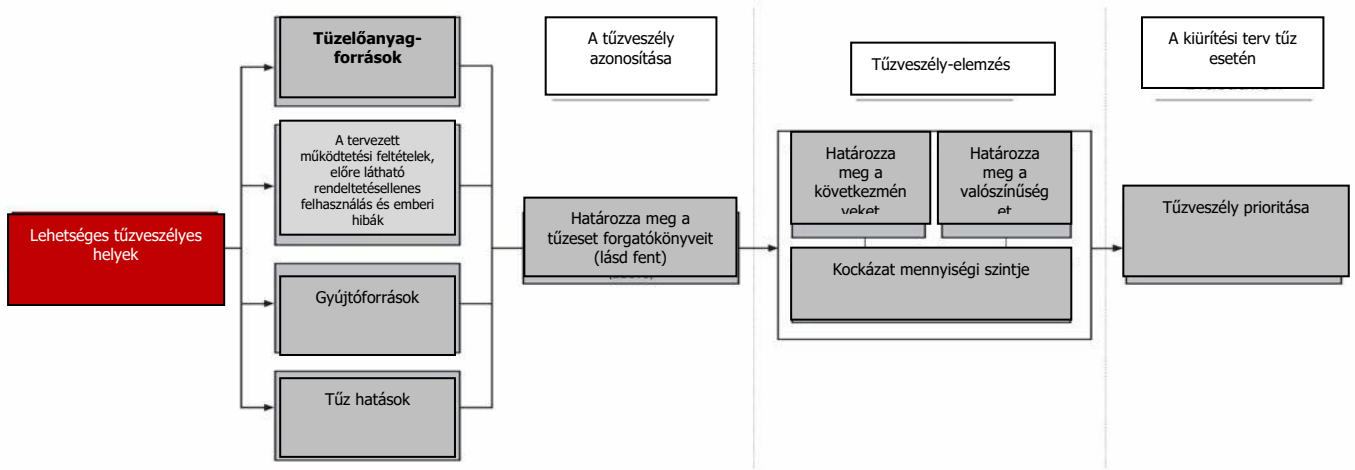 Tüzelőanyag-
források
A tűzveszély
azonosítása
Tűzveszély-elemzés
A kiürítési terv tűz
esetén
A tervezett
működtetési feltételek,
előre látható
rendeltetésellenes
felhasználás és emberi
hibák
Határozza
meg a
következmén
yeket
Határozza
meg a
valószínűség
et
Lehetséges tűzveszélyes
helyek
Határozza meg a
tűzeset forgatókönyveit
(lásd fent)
Tűzveszély prioritása
Kockázat mennyiségi szintje
Gyújtóforrások
Tűz hatások